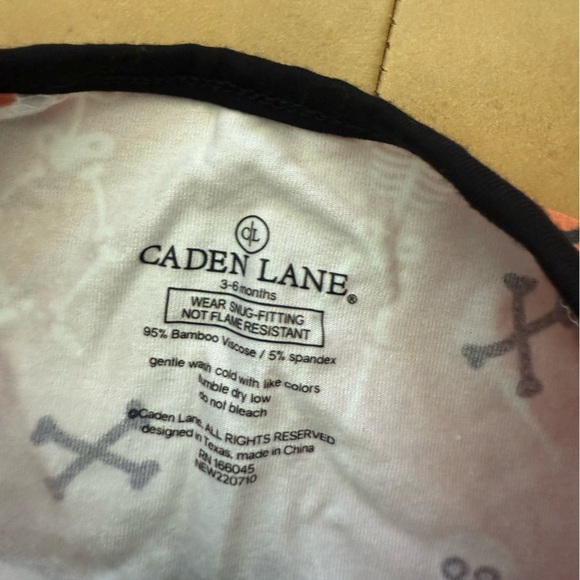 CL
CADEN LANE®
3-6 months
WEAR SNUG-FITTING
NOT FLAME RESISTANT
95% Bamboo Viscose / 5% spandex
gentle wash cold with like colors
tumble dry low
do not bleach
©Caden Lane, ALL RIGHTS RESERVED
designed in Texas, made in China
RN 166045
NEW220710